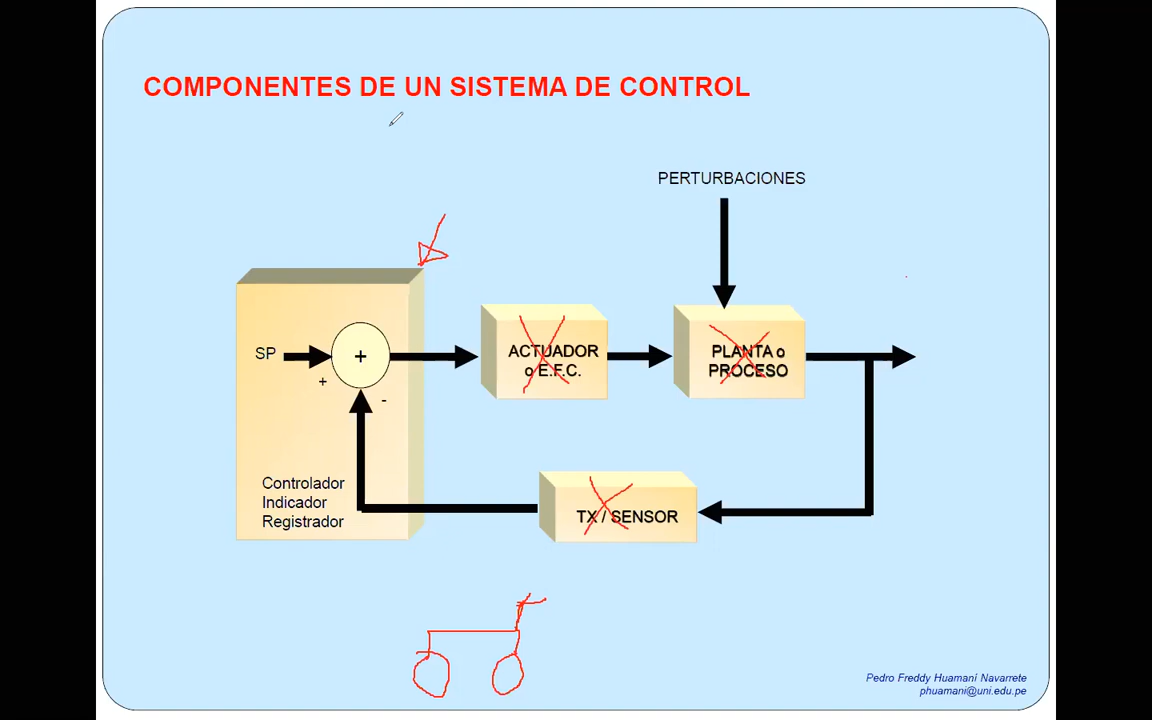 COMPONENTES DE UN SISTEMA DE CONTROL
PERTURBACIONES
SP
+
+
-
ACTUADOR
o E.F.C.
PLANTA o
PROCESO
Controlador
Indicador
Registrador
TX / SENSOR
Pedro Freddy Huamaní Navarrete
phuamani@uni.edu.pe